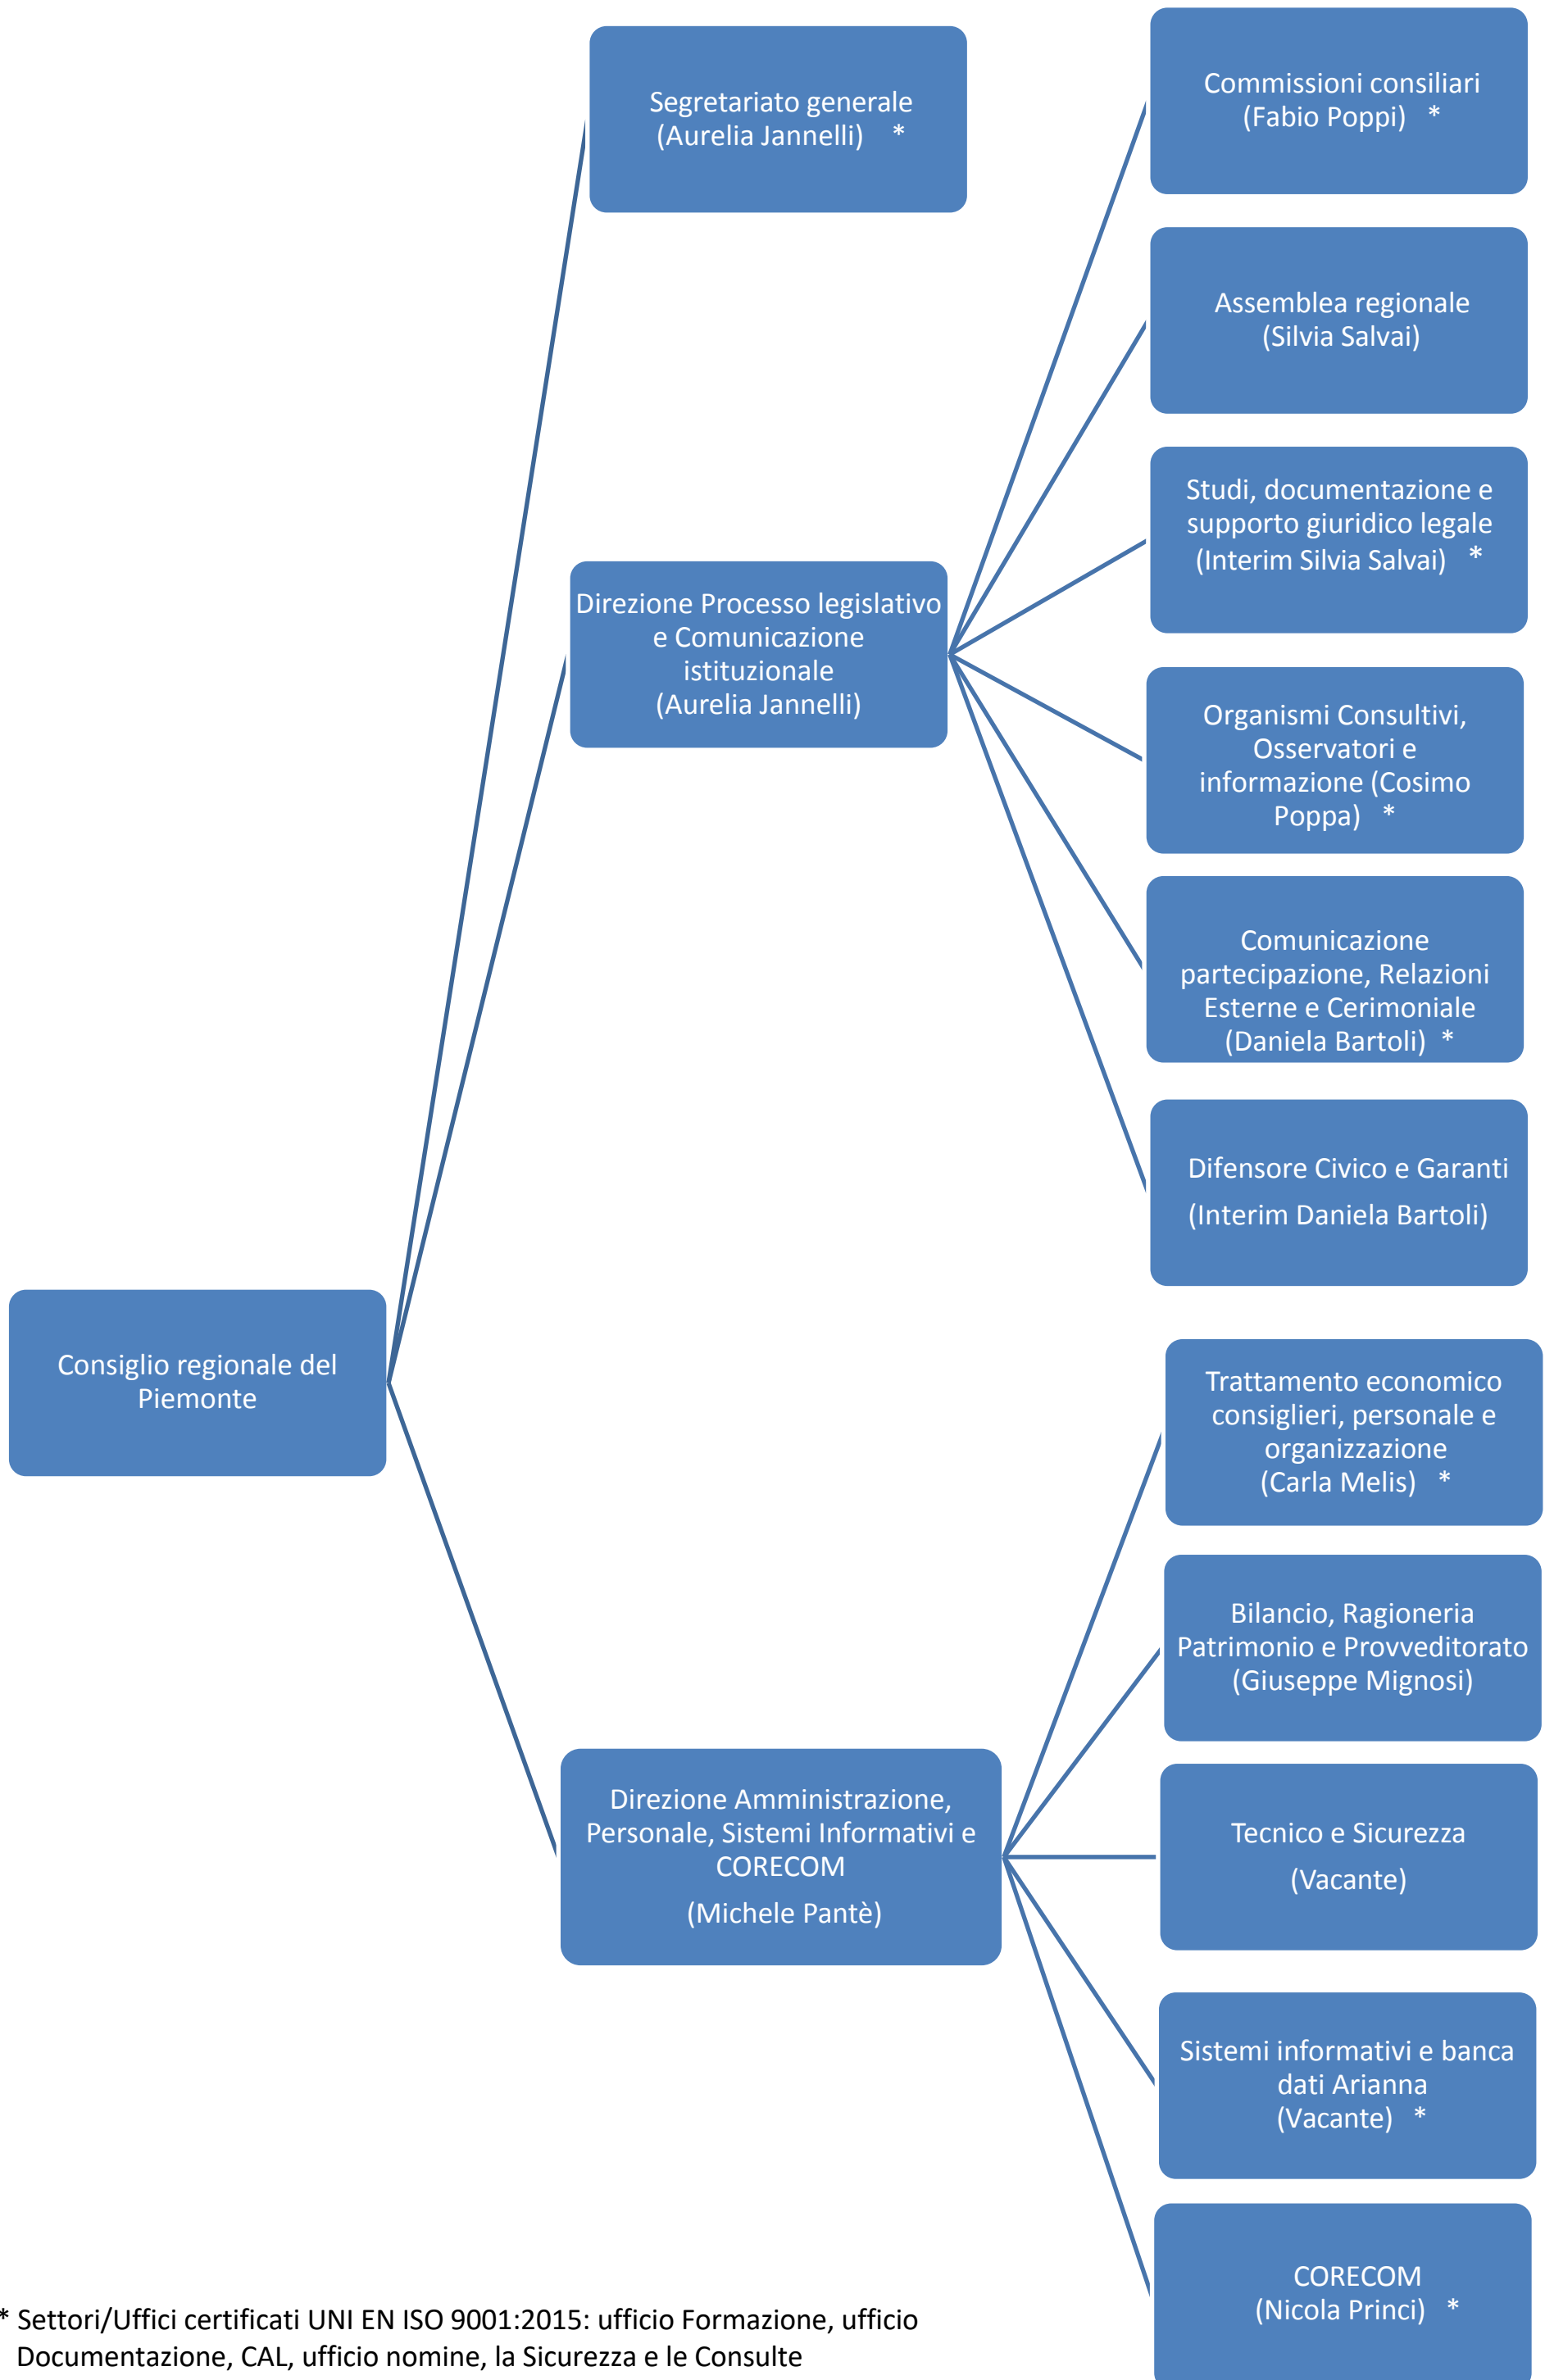 Segretariato generale
(Aurelia Jannelli) *
Commissioni consiliari
(Fabio Poppi) *
Assemblea regionale
(Silvia Salvai)
Studi, documentazione e
supporto giuridico legale
(Interim Silvia Salvai) *
Direzione Processo legislativo
e Comunicazione
istituzionale
(Aurelia Jannelli)
Organismi Consultivi,
Osservatori e
informazione (Cosimo
Poppa) *
Comunicazione
partecipazione, Relazioni
Esterne e Cerimoniale
(Daniela Bartoli) *
Difensore Civico e Garanti
(Interim Daniela Bartoli)
Consiglio regionale del
Piemonte
Trattamento economico
consiglieri, personale e
organizzazione
(Carla Melis) *
Bilancio, Ragioneria
Patrimonio e Provveditorato
(Giuseppe Mignosi)
Direzione Amministrazione,
Personale, Sistemi Informativi e
CORECOM
(Michele Pantè)
Tecnico e Sicurezza
(Vacante)
Sistemi informativi e banca
dati Arianna
(Vacante) *
CORECOM
(Nicola Princi) *
* Settori/Uffici certificati UNI EN ISO 9001:2015: ufficio Formazione, ufficio
Documentazione, CAL, ufficio nomine, la Sicurezza e le Consulte